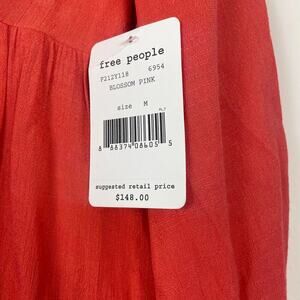 free people
F212Y118 6954
BLOSSOM PINK
size M
8 88374 08605 5
suggested retail price
$148.00